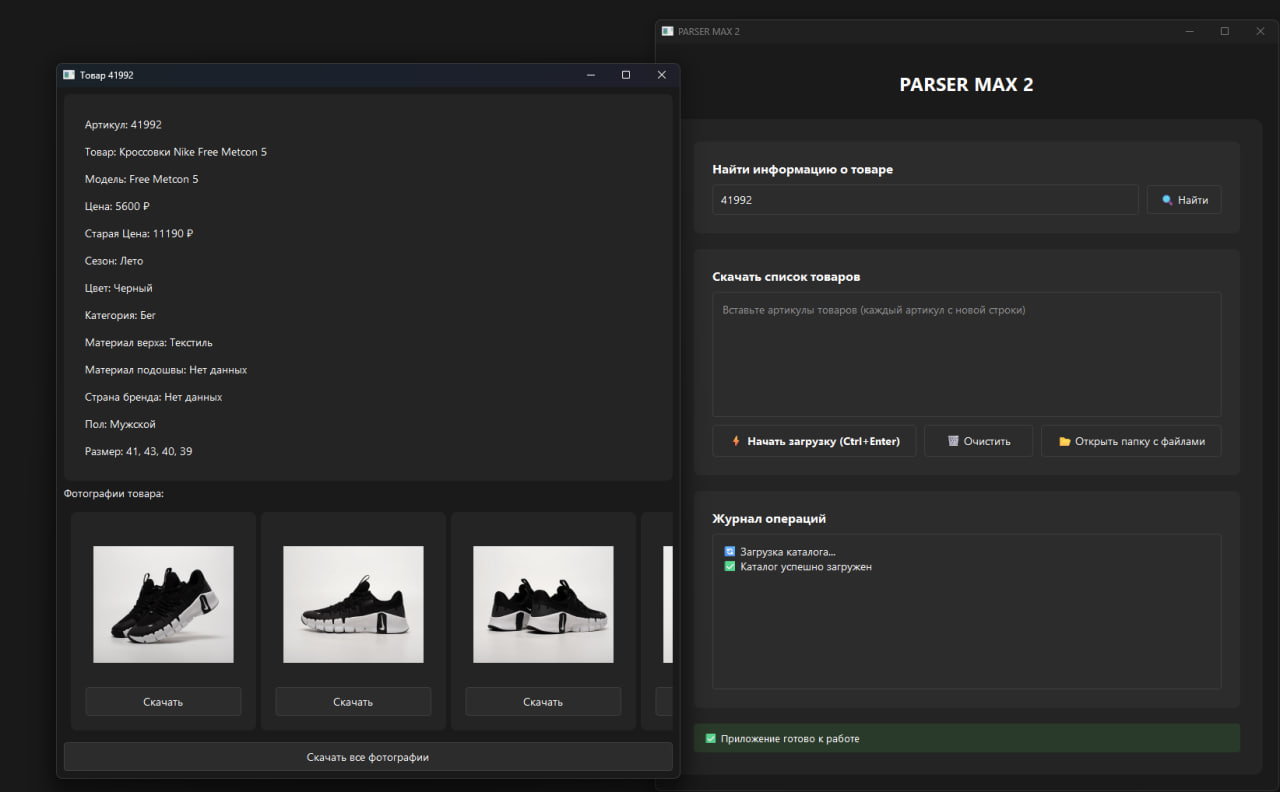 PARSER MAX 2
Товар 41992
Артикул: 41992
Товар: Кроссовки Nike Free Metcon 5
Модель: Free Metcon 5
Цена: 5600 ₽
Старая Цена: 11190 ₽
Сезон: Лето
Цвет: Черный
Категория: Бег
Материал верха: Текстиль
Материал подошвы: Нет данных
Страна бренда: Нет данных
Пол: Мужской
Размер: 41, 43, 40, 39
Фотографии товара:
Скачать
Скачать
Скачать
Скачать все фотографии
PARSER MAX 2
Найти информацию о товаре
41992
Найти
Скачать список товаров
Вставьте артикулы товаров (каждый артикул с новой строки)
Начать загрузку (Ctrl+Enter)
Очистить
Открыть папку с файлами
Журнал операций
Загрузка каталога...
Каталог успешно загружен
Приложение готово к работе